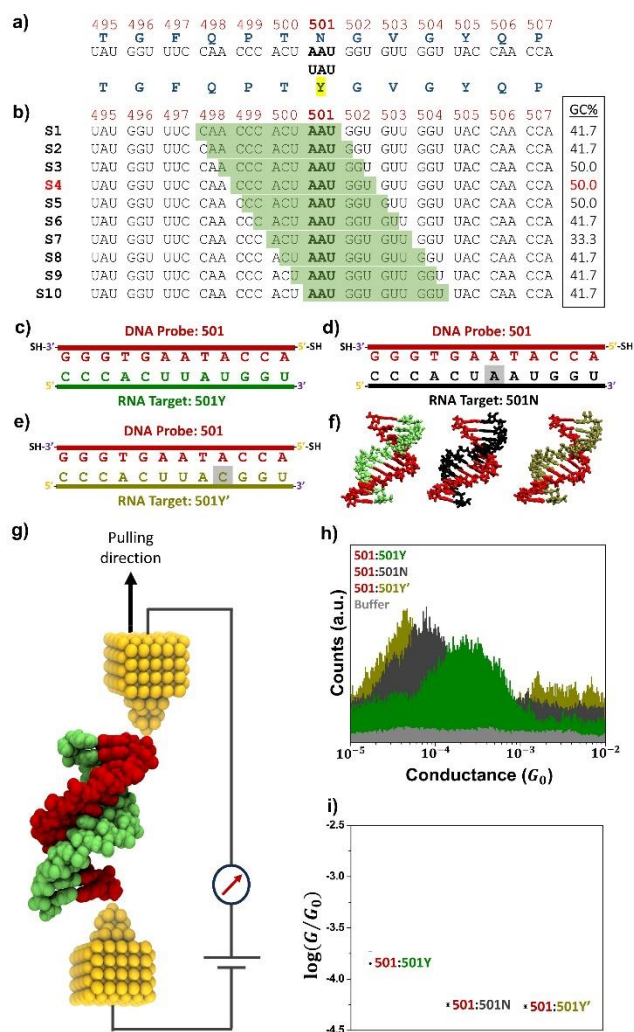 a)
495 496 497 498 499 500 501 502 503 504 505 506 507
T G F Q P T N G V G Y Q P
UAU GGU UUC CAA CCC ACU AAU GGU GUU GGU UAC CAA CCA
UAU
T G F Q P T Y G V G Y Q P
b)
495 496 497 498 499 500 501 502 503 504 505 506 507 GC%
S1 UAU GGU UUC CAA CCC ACU AAU GGU GUU GGU UAC CAA CCA 41.7
S2 UAU GGU UUC CAA CCC ACU AAU GGU GUU GGU UAC CAA CCA 41.7
S3 UAU GGU UUC CAA CCC ACU AAU GGU GUU GGU UAC CAA CCA 50.0
S4 UAU GGU UUC CAA CCC ACU AAU GGU GUU GGU UAC CAA CCA 50.0
S5 UAU GGU UUC CAA CCC ACU AAU GGU GUU GGU UAC CAA CCA 50.0
S6 UAU GGU UUC CAA CCC ACU AAU GGU GUU GGU UAC CAA CCA 41.7
S7 UAU GGU UUC CAA CCC ACU AAU GGU GUU GGU UAC CAA CCA 33.3
S8 UAU GGU UUC CAA CCC ACU AAU GGU GUU GGU UAC CAA CCA 41.7
S9 UAU GGU UUC CAA CCC ACU AAU GGU GUU GGU UAC CAA CCA 41.7
S10 UAU GGU UUC CAA CCC ACU AAU GGU GUU GGU UAC CAA CCA 41.7
c)
DNA Probe: 501
SH-3' 5'-SH
G G G T G A A T A C C A
C C C A C U U A U G G U
5' 3'
RNA Target: 501Y
d)
DNA Probe: 501
SH-3' 5'-SH
G G G T G A A T A C C A
C C C A C U A A U G G U
5' 3'
RNA Target: 501N
e)
DNA Probe: 501
SH-3' 5'-SH
G G G T G A A T A C C A
C C C A C U U A C G G U
5' 3'
RNA Target: 501Y'
f)
g)
Pulling
direction
h)
501:501Y
501:501N
501:501Y'
Buffer
Counts (a.u.)
10⁻⁵ 10⁻⁴ 10⁻³ 10⁻²
Conductance (G₀)
i)
log(G/G₀)
-2.5
-3.0
-3.5
-4.0
-4.5
501:501Y
501:501N
501:501Y'